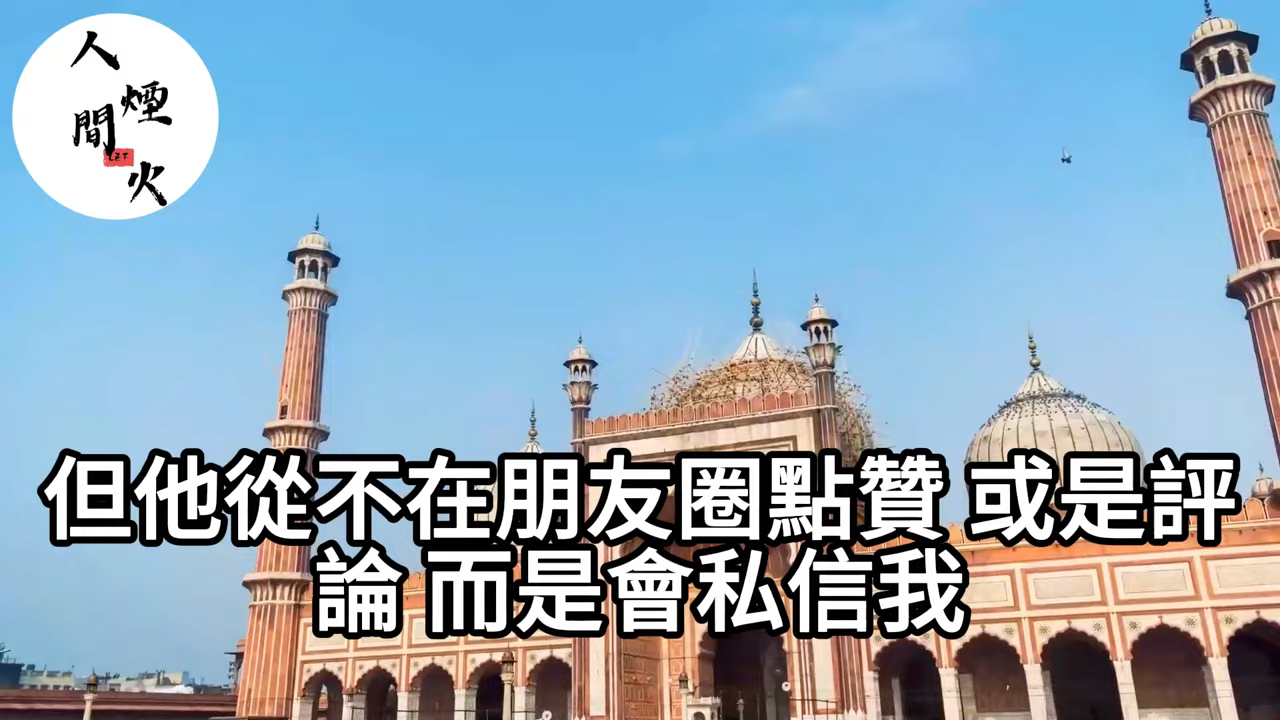 人間煙火
但他從不在朋友圈點贊 或是評
論 而是會私信我